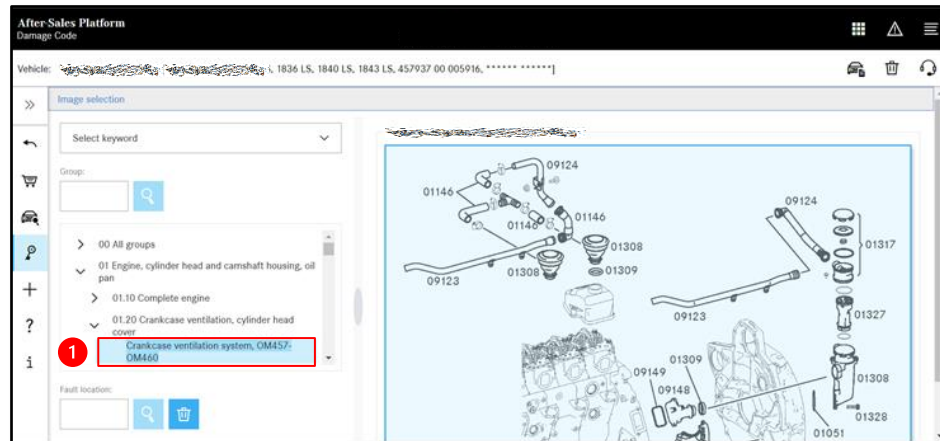 After-Sales Platform
Damage Code
Vehicle: 1836 LS, 1840 LS, 1843 LS, 457937 00 005916, ****** ******]
Image selection
Select keyword
Group:
00 All groups
01 Engine, cylinder head and camshaft housing, oil
pan
01.10 Complete engine
01.20 Crankcase ventilation, cylinder head
cover
1
Crankcase ventilation system, OM457-
OM460
Fault location:
09124
01146
01146
01146
01308
01308
01309
09123
09124
01317
09123
01327
01309
09149
09148
01308
01328
01051